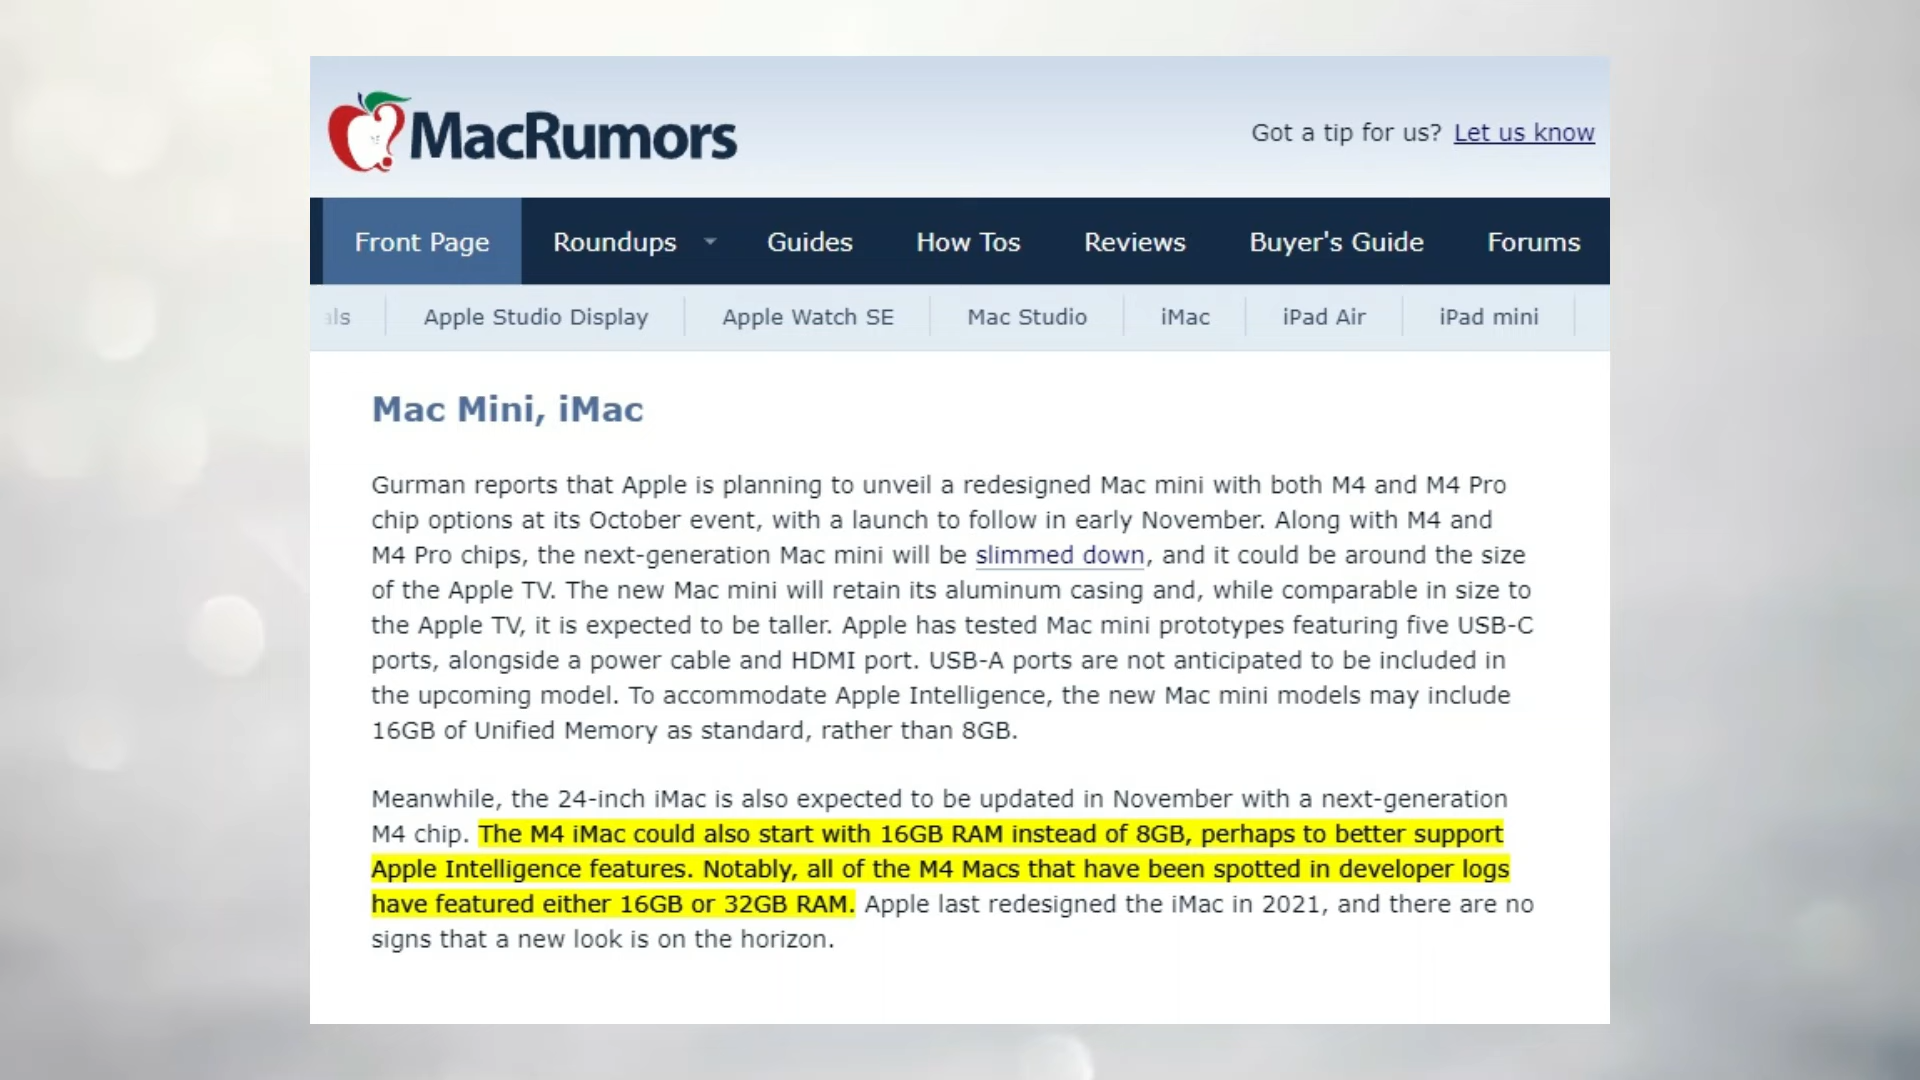 MacRumors
Got a tip for us? Let us know
Front Page Roundups Guides How Tos Reviews Buyer's Guide Forums
als Apple Studio Display Apple Watch SE Mac Studio iMac iPad Air iPad mini
Mac Mini, iMac
Gurman reports that Apple is planning to unveil a redesigned Mac mini with both M4 and M4 Pro
chip options at its October event, with a launch to follow in early November. Along with M4 and
M4 Pro chips, the next-generation Mac mini will be slimmed down, and it could be around the size
of the Apple TV. The new Mac mini will retain its aluminum casing and, while comparable in size to
the Apple TV, it is expected to be taller. Apple has tested Mac mini prototypes featuring five USB-C
ports, alongside a power cable and HDMI port. USB-A ports are not anticipated to be included in
the upcoming model. To accommodate Apple Intelligence, the new Mac mini models may include
16GB of Unified Memory as standard, rather than 8GB.
Meanwhile, the 24-inch iMac is also expected to be updated in November with a next-generation
M4 chip. The M4 iMac could also start with 16GB RAM instead of 8GB, perhaps to better support
Apple Intelligence features. Notably, all of the M4 Macs that have been spotted in developer logs
have featured either 16GB or 32GB RAM. Apple last redesigned the iMac in 2021, and there are no
signs that a new look is on the horizon.